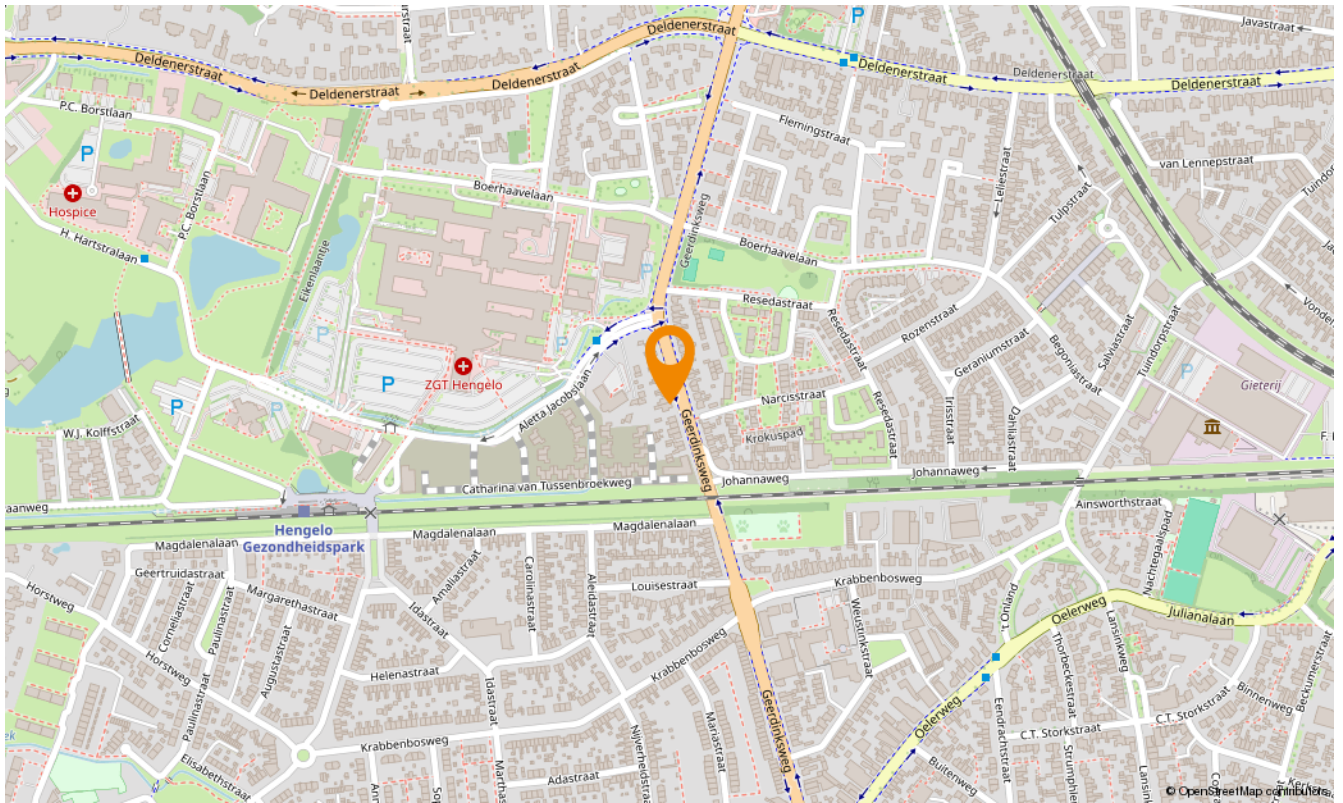 Deldenerstraat
Javastraat
Deldenerstraat
Deldenerstraat
Deldenerstraat
Deldenerstraat
Deldenerstraat
Deldenerstraat
P
P.C. Borstlaan
P
Flemingstraat
van Lennepstraat
Leliestraat
Tulpstraat
Hospice
Boerhaavelaan
P.C. Borstlaan
H. Hartstralaan
Eikenlaantje
Geerdinksweg
Boerhaavelaan
P
Resedastraat
Tuindorpstraat
P
P
Resedastraat
Rozenstraat
Geraniumstraat
Begoniastraat
Salviastraat
P
Gieterij
ZGT Hengelo
P
Aletta Jacobslaan
Narcisstraat
Irisstraat
Dahliastraat
Resedastraat
Krokuspad
P
W.J. Kolffstraat
Geerdinksweg
Johannaweg
Johannaweg
Catharina van Tussenbroekweg
Hengelo
Gezondheidspark
Magdalenalaan
Magdalenalaan
Magdalenalaan
Ainsworthstraat
Nachtegaalspad
Geertruidastraat
Margarethastraat
Horstweg
Corneliastraat
Paulinastraat
Augustastraat
Amaliastraat
Idastraat
Carolinastraat
Aleidastraat
Louisestraat
Krabbenbosweg
Weustinkstraat
't Onland
Oelerweg
Julianalaan
Lansinkweg
Thorbeckestraat
Horstweg
Helenastraat
Idastraat
Krabbenbosweg
Paulinastraat
Geerdinksweg
Oelerweg
Eendrachtstraat
C.T. Storkstraat
C.T. Storkstraat
Binnenweg
Beckumerstraat
Krabbenbosweg
Elisabethstraat
Adastraat
Nijverheidstraat
Mariastraat
Buitenweg
© OpenStreetMap contributors